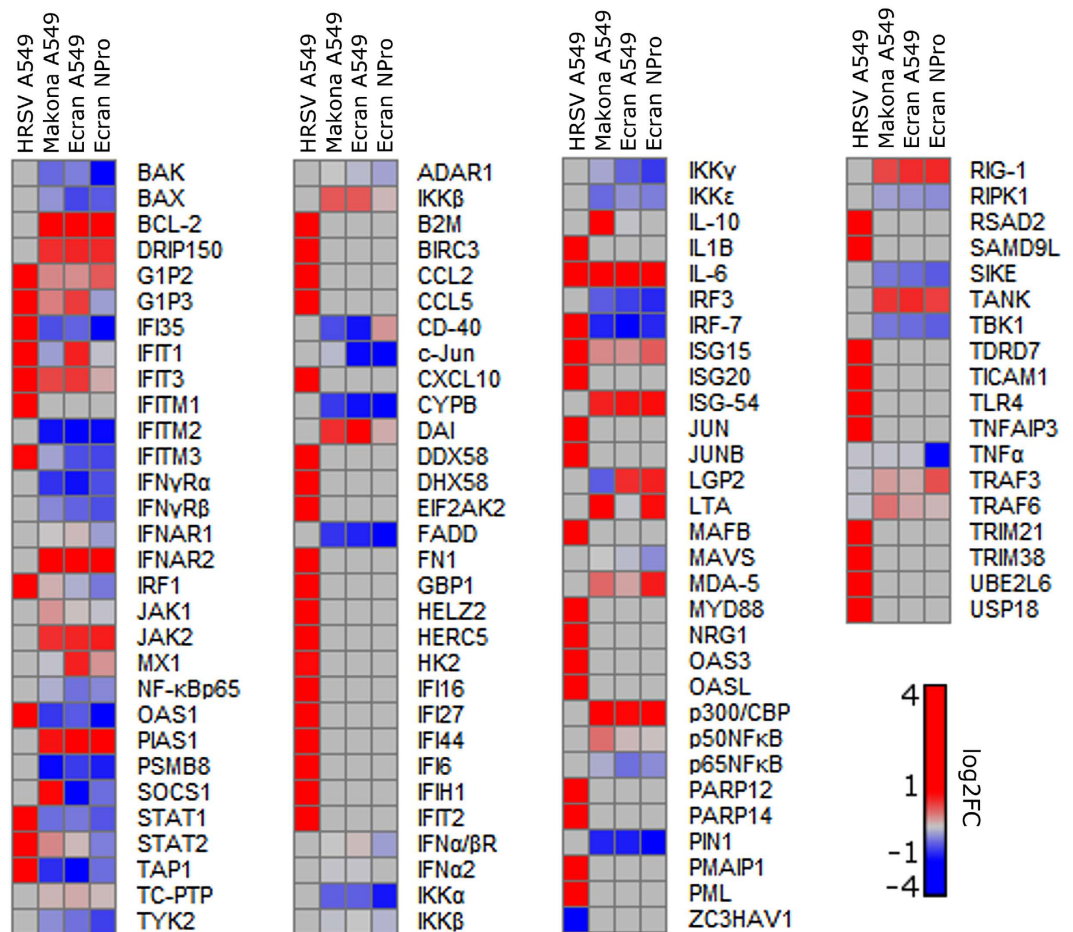 HRSV A549
Makona A549
Ecran A549
Ecran NPro
BAK
BAX
BCL-2
DRIP150
G1P2
G1P3
IFI35
IFIT1
IFIT3
IFITM1
IFITM2
IFITM3
IFNγRα
IFNγRβ
IFNAR1
IFNAR2
IRF1
JAK1
JAK2
MX1
NF-κBp65
OAS1
PIAS1
PSMB8
SOCS1
STAT1
STAT2
TAP1
TC-PTP
TYK2
HRSV A549
Makona A549
Ecran A549
Ecran NPro
ADAR1
IKKβ
B2M
BIRC3
CCL2
CCL5
CD-40
c-Jun
CXCL10
CYPB
DAI
DDX58
DHX58
EIF2AK2
FADD
FN1
GBP1
HELZ2
HERC5
HK2
IFI16
IFI27
IFI44
IFI6
IFIH1
IFIT2
IFNα/βR
IFNα2
IKKα
IKKβ
HRSV A549
Makona A549
Ecran A549
Ecran NPro
IKKγ
IKKε
IL-10
IL1B
IL-6
IRF3
IRF-7
ISG15
ISG20
ISG-54
JUN
JUNB
LGP2
LTA
MAFB
MAVS
MDA-5
MYD88
NRG1
OAS3
OASL
p300/CBP
p50NFκB
p65NFκB
PARP12
PARP14
PIN1
PMAIP1
PML
ZC3HAV1
HRSV A549
Makona A549
Ecran A549
Ecran NPro
RIG-1
RIPK1
RSAD2
SAMD9L
SIKE
TANK
TBK1
TDRD7
TICAM1
TLR4
TNFAIP3
TNFα
TRAF3
TRAF6
TRIM21
TRIM38
UBE2L6
USP18
4
1
-1
-4
log2FC